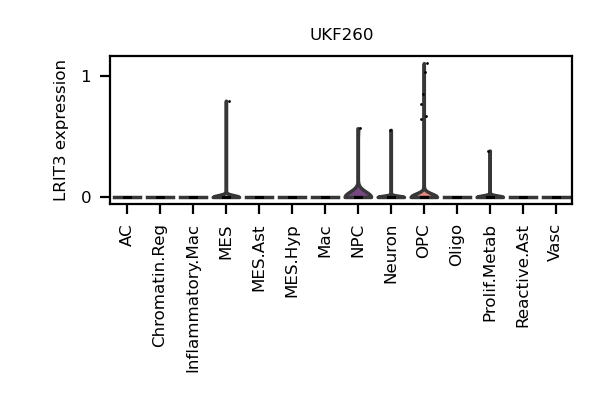 UKF260
LRIT3 expression
1
0
AC
Chromatin.Reg
Inflammatory.Mac
MES
MES.Ast
MES.Hyp
Mac
NPC
Neuron
OPC
Oligo
Prolif.Metab
Reactive.Ast
Vasc